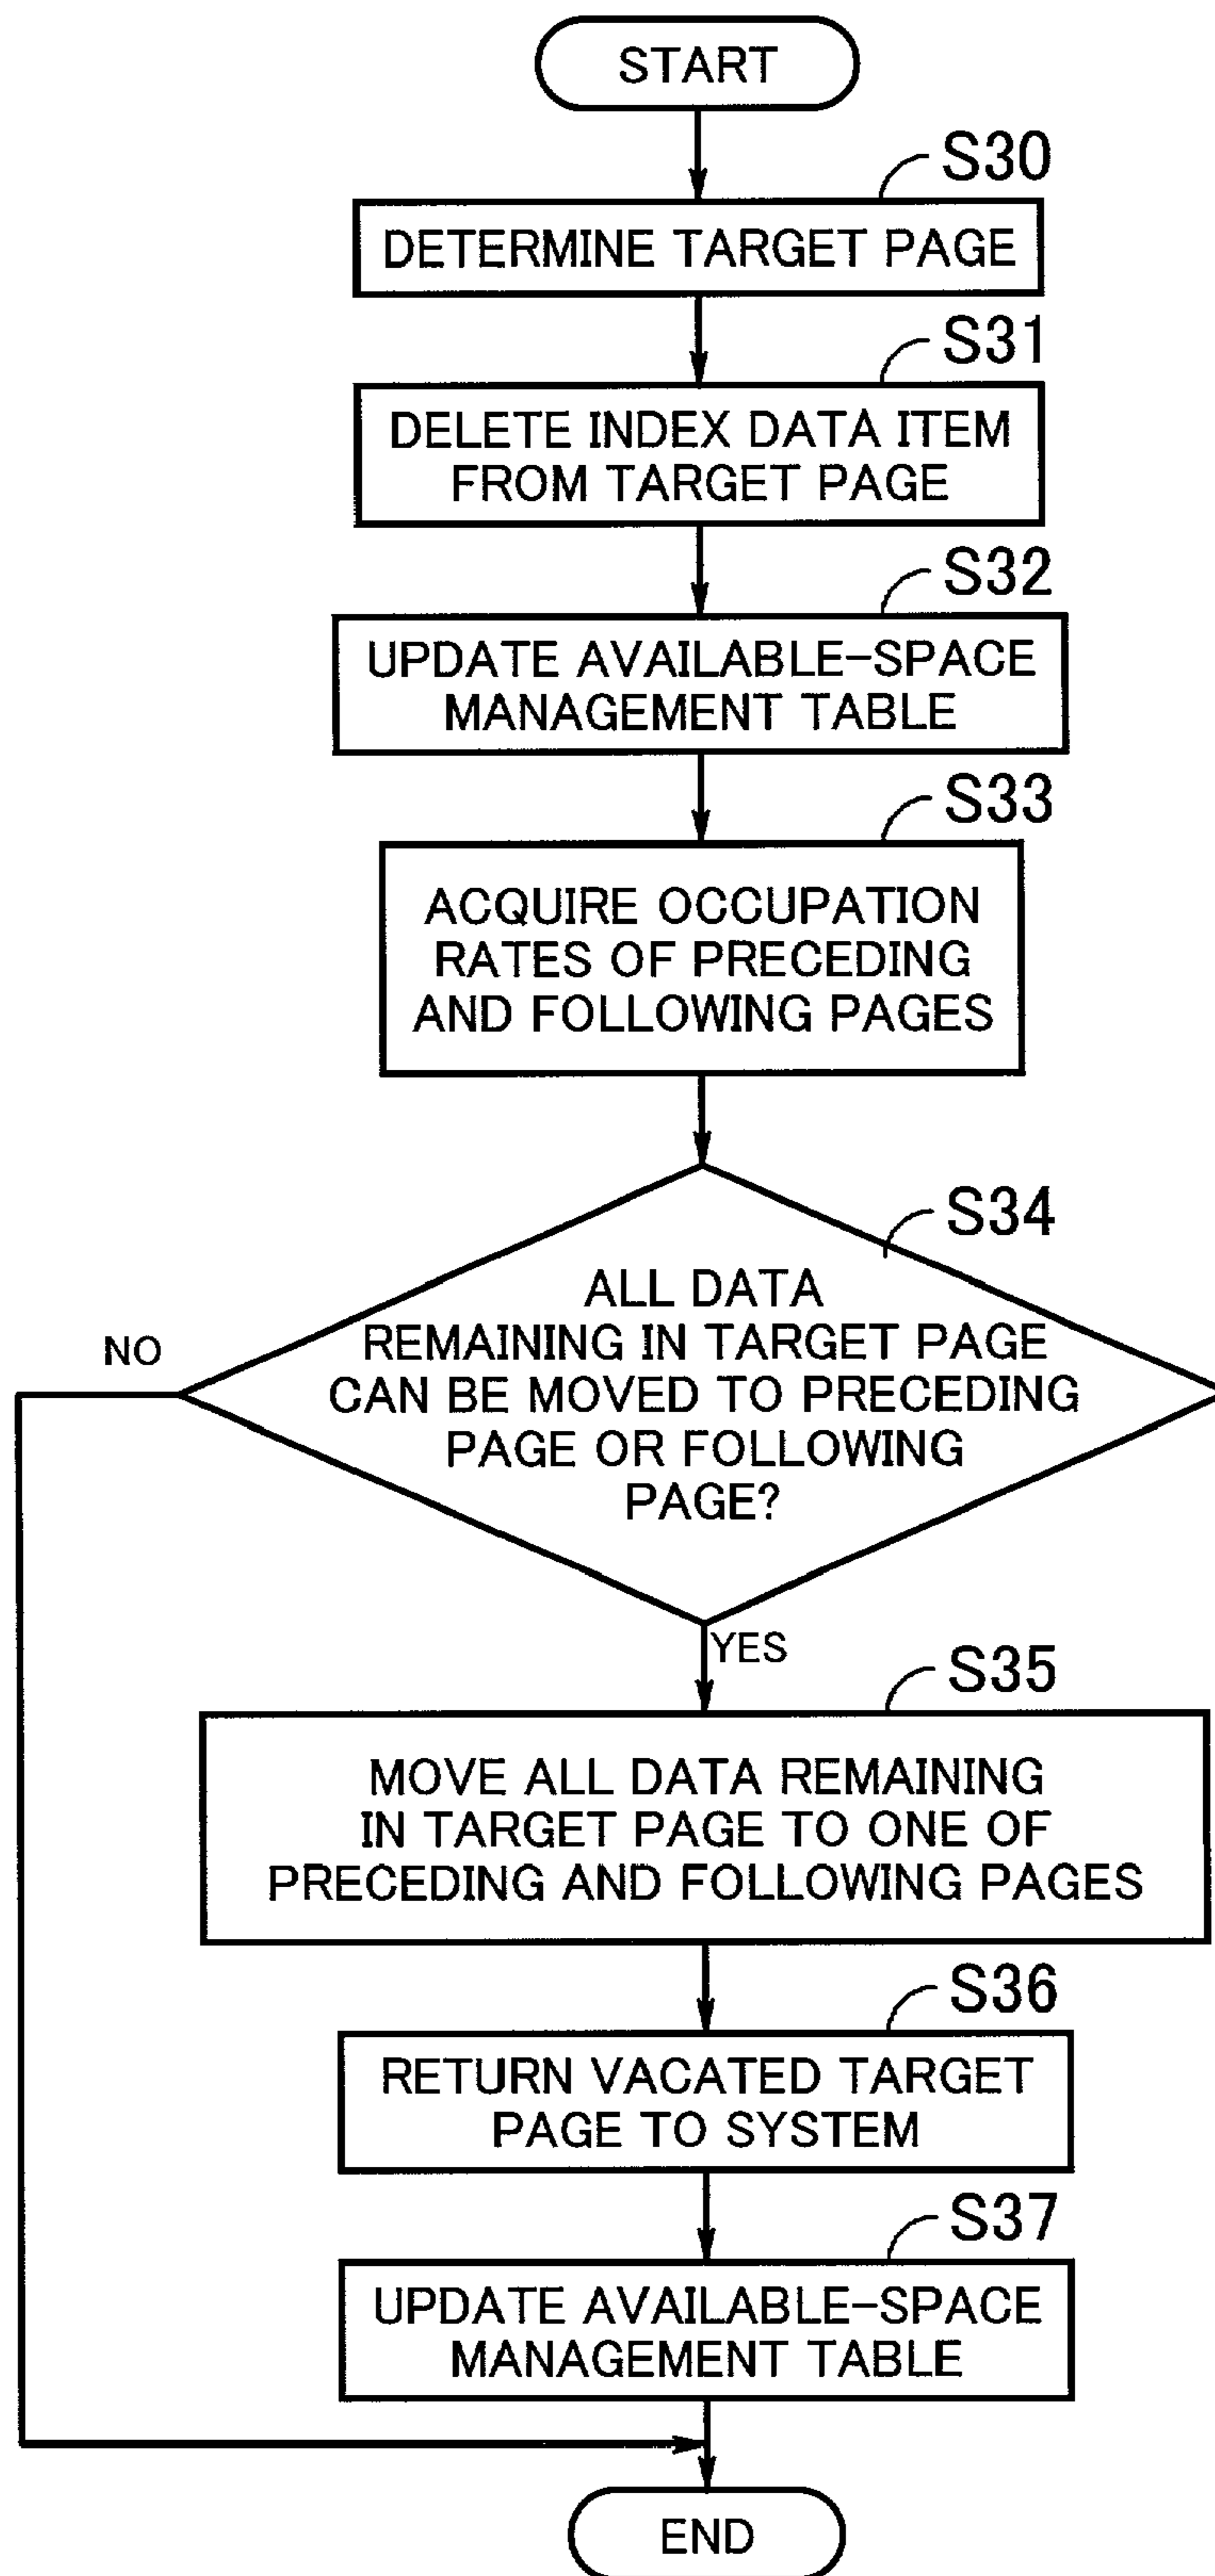 START
S30
DETERMINE TARGET PAGE
S31
DELETE INDEX DATA ITEM
FROM TARGET PAGE
S32
UPDATE AVAILABLE-SPACE
MANAGEMENT TABLE
S33
ACQUIRE OCCUPATION
RATES OF PRECEDING
AND FOLLOWING PAGES
S34
ALL DATA
REMAINING IN TARGET PAGE
CAN BE MOVED TO PRECEDING
PAGE OR FOLLOWING
PAGE?
NO
YES
S35
MOVE ALL DATA REMAINING
IN TARGET PAGE TO ONE OF
PRECEDING AND FOLLOWING PAGES
S36
RETURN VACATED TARGET
PAGE TO SYSTEM
S37
UPDATE AVAILABLE-SPACE
MANAGEMENT TABLE
END